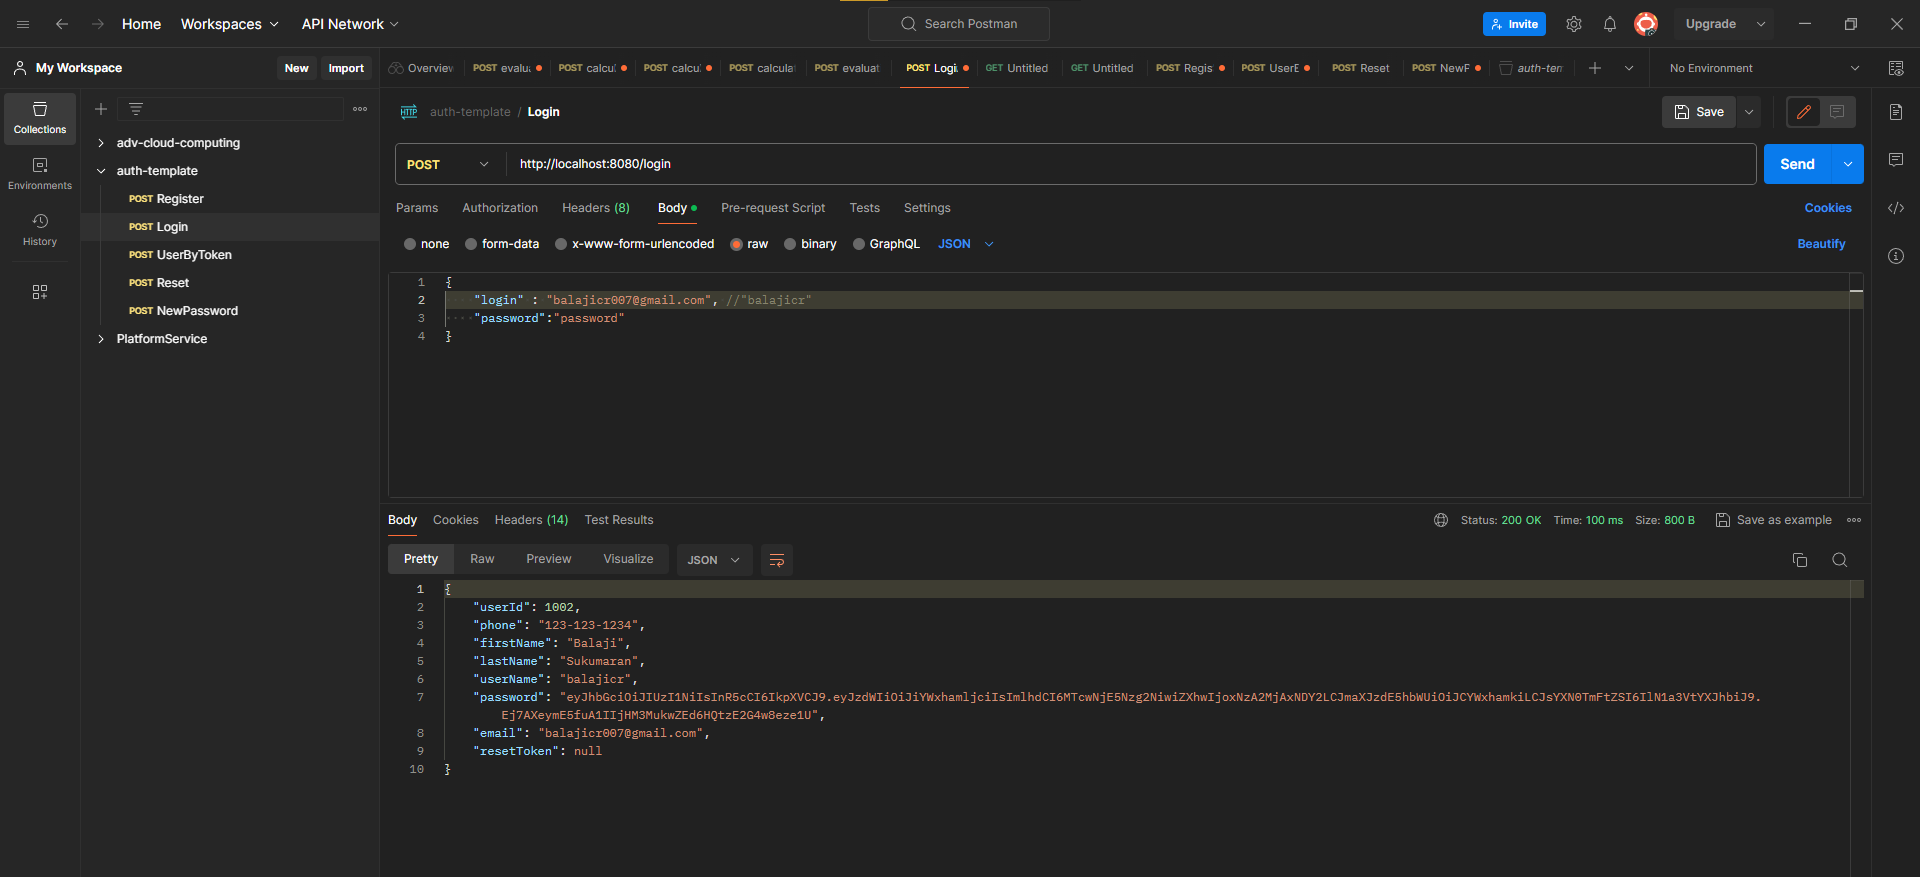 Home Workspaces API Network Search Postman Invite Upgrade
My Workspace New Import Overview POST evalu POST calcu POST calcu POST calcula POST evaluat POST Logi GET Untitled GET Untitled POST Regis POST UserE POST Reset POST NewF auth-tem No Environment
Collections
Environments
History
adv-cloud-computing
auth-template
POST Register
POST Login
POST UserByToken
POST Reset
POST NewPassword
PlatformService
HTTP auth-template / Login Save
POST http://localhost:8080/login Send
Params Authorization Headers (8) Body Pre-request Script Tests Settings Cookies
none form-data x-www-form-urlencoded raw binary GraphQL JSON Beautify
1 {
2 "login" : "balajicr007@gmail.com", //"balajicr"
3 "password":"password"
4 }
Body Cookies Headers (14) Test Results Status: 200 OK Time: 100 ms Size: 800 B Save as example
Pretty Raw Preview Visualize JSON
1 {
2 "userId": 1002,
3 "phone": "123-123-1234",
4 "firstName": "Balaji",
5 "lastName": "Sukumaran",
6 "userName": "balajicr",
7 "password": "eyJhbGciOiJIUzI1NiIsInR5cCI6IkpXVCJ9.eyJzdWIiOiJiYWxhamljciIsImlhdCI6MTcwNjE5Nzg2NiwiZXhwIjoxNzA2MjAxNDY2LCJmaXJzdE5hbWUiOiJCYWxhamkiLCJsYXN0TmFtZSI6IlN1a3VtYXJhbiJ9.
Ej7AXeymE5fuA1IIjHM3MukwZEd6HQtzE2G4w8eze1U",
8 "email": "balajicr007@gmail.com",
9 "resetToken": null
10 }